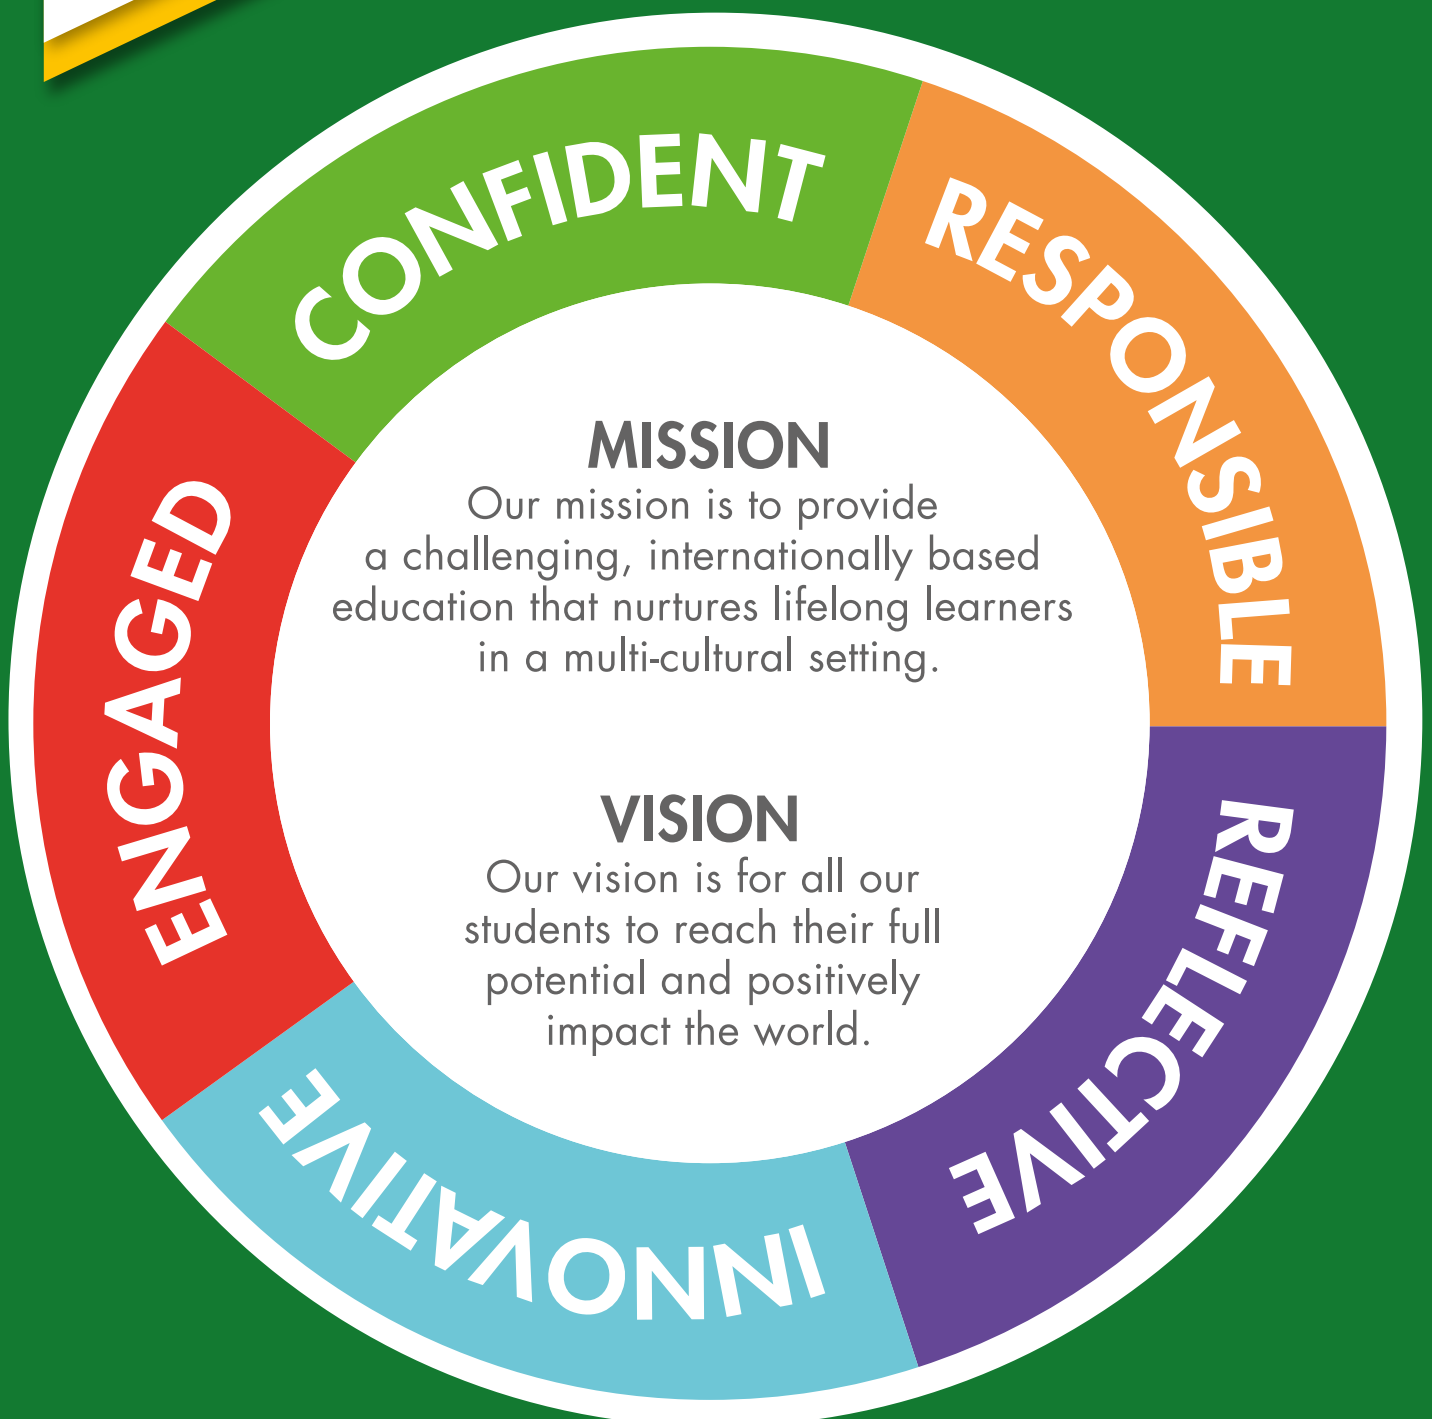 CONFIDENT
RESPONSIBLE
REFLECTIVE
INNOVATIVE
ENGAGED
MISSION
Our mission is to provide
a challenging, internationally based
education that nurtures lifelong learners
in a multi-cultural setting.
VISION
Our vision is for all our
students to reach their full
potential and positively
impact the world.